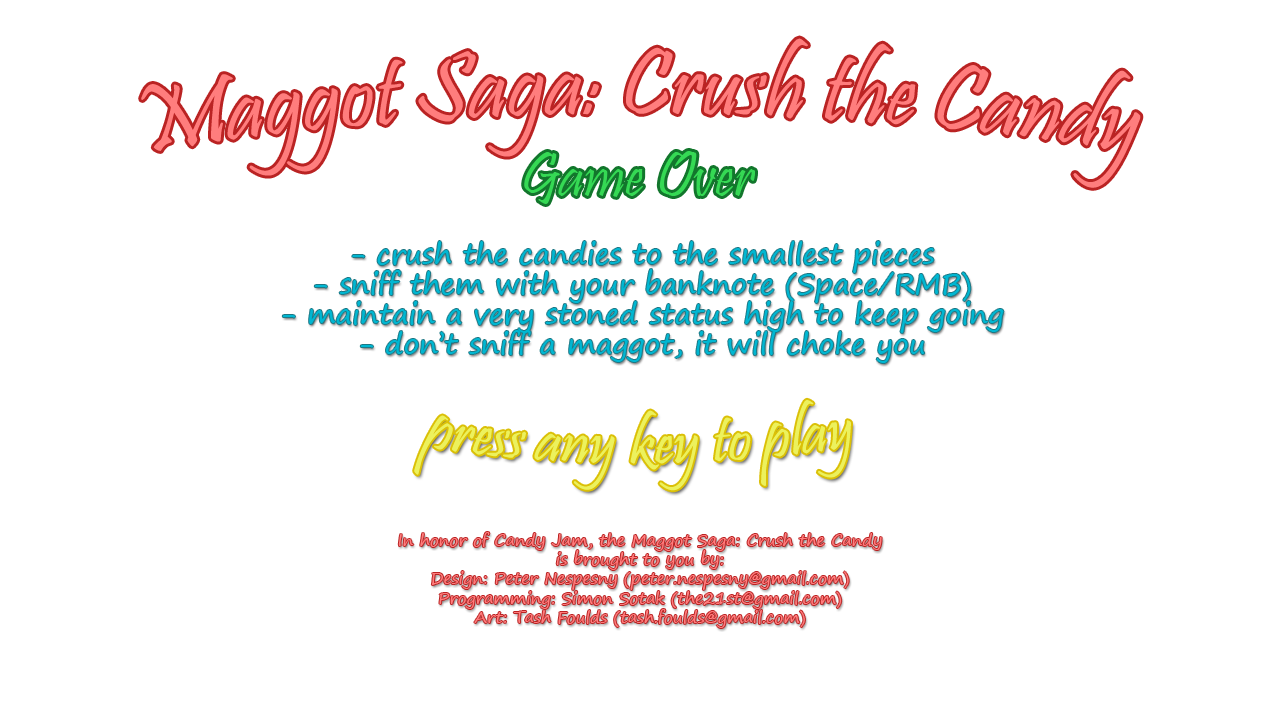 Maggot Saga: Crush the Candy
Game Over
- crush the candies to the smallest pieces
- sniff them with your banknote (Space/RMB)
- maintain a very stoned status high to keep going
- don't sniff a maggot, it will choke you
press any key to play
In honor of Candy Jam, the Maggot Saga: Crush the Candy
is brought to you by:
Design: Peter Nespesny (peter.nespesny@gmail.com)
Programming: Simon Sotak (the21st@gmail.com)
Art: Tash Foulds (tash.foulds@gmail.com)